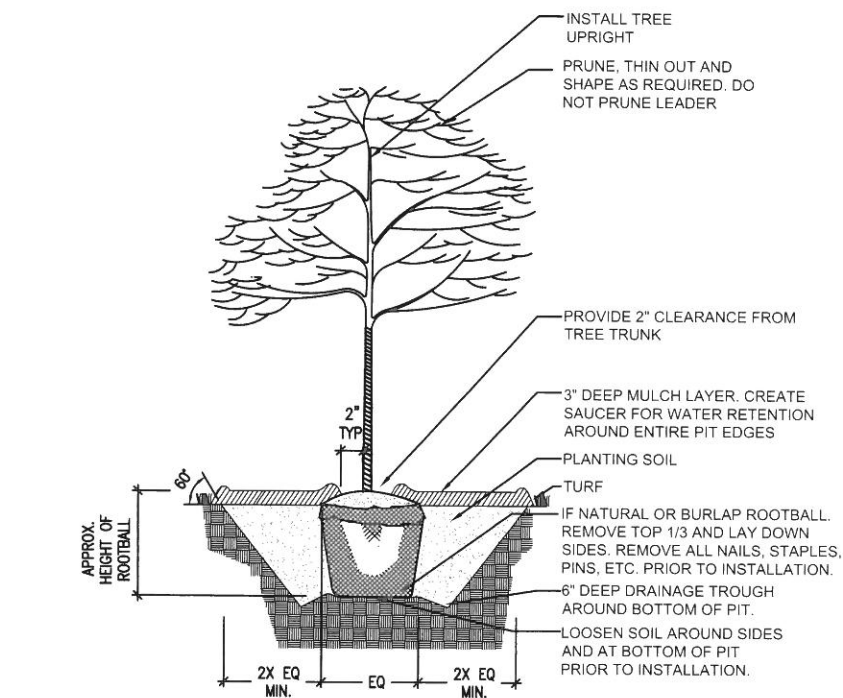 INSTALL TREE
UPRIGHT
PRUNE, THIN OUT AND
SHAPE AS REQUIRED. DO
NOT PRUNE LEADER
PROVIDE 2" CLEARANCE FROM
TREE TRUNK
2"
TYP
3" DEEP MULCH LAYER. CREATE
SAUCER FOR WATER RETENTION
AROUND ENTIRE PIT EDGES
PLANTING SOIL
60°
TURF
IF NATURAL OR BURLAP ROOTBALL.
REMOVE TOP 1/3 AND LAY DOWN
SIDES. REMOVE ALL NAILS, STAPLES,
PINS, ETC. PRIOR TO INSTALLATION.
APPROX.
HEIGHT OF
ROOTBALL
6" DEEP DRAINAGE TROUGH
AROUND BOTTOM OF PIT.
LOOSEN SOIL AROUND SIDES
AND AT BOTTOM OF PIT
PRIOR TO INSTALLATION.
2X EQ
MIN.
EQ
2X EQ
MIN.